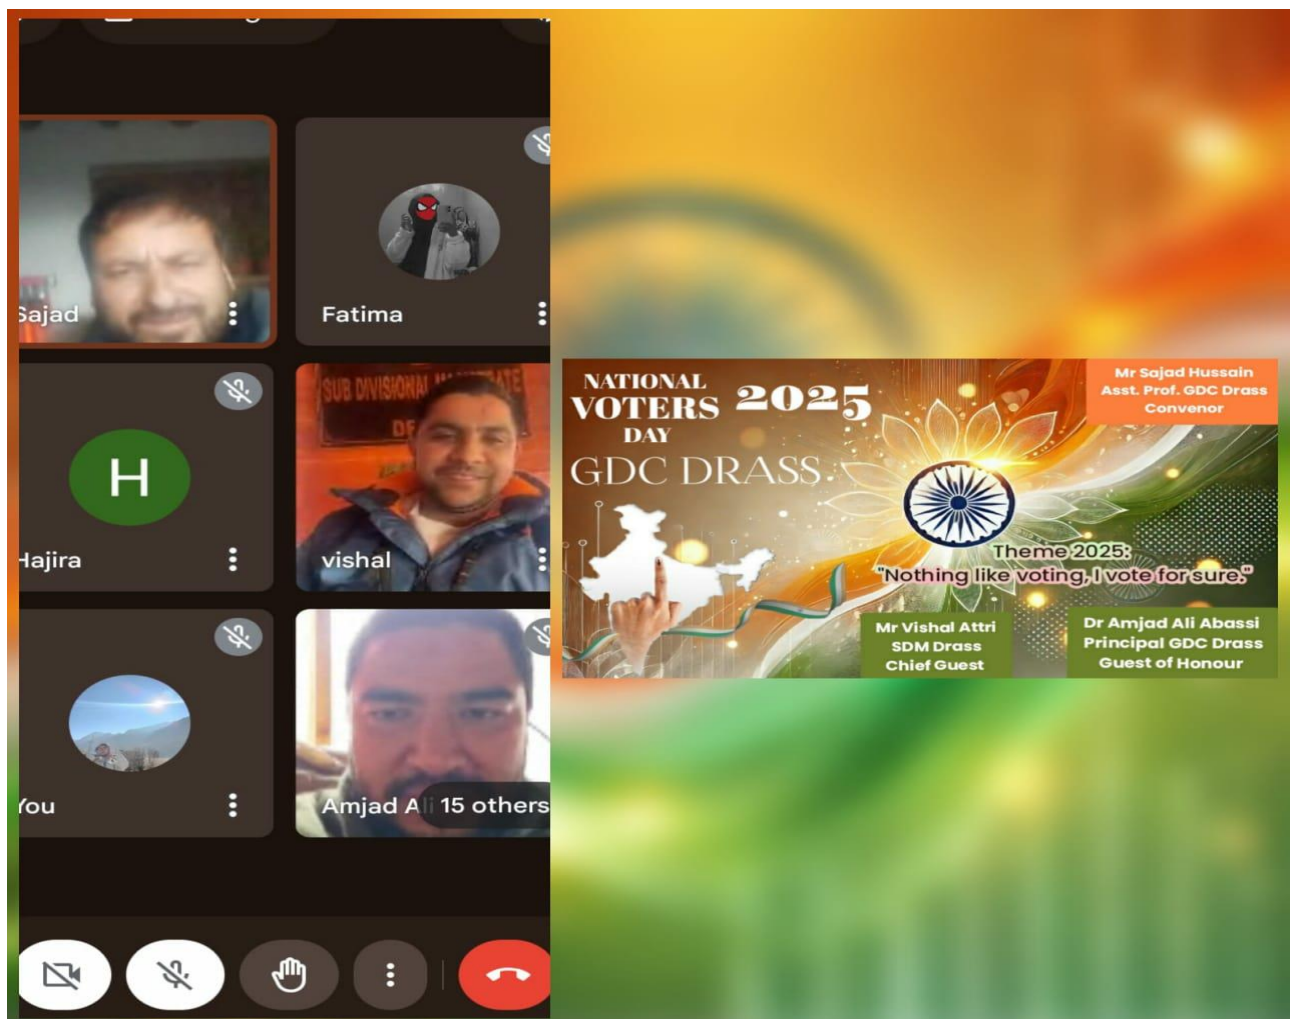 Sajad
Fatima
H
Hajira
SUB DIVISIONAL MAGISTRATE
vishal
You
Amjad Ali
15 others
NATIONAL
VOTERS 2025
DAY
GDC DRASS
Mr Sajad Hussain
Asst. Prof. GDC Drass
Convenor
Theme 2025:
"Nothing like voting, I vote for sure."
Mr Vishal Attri
SDM Drass
Chief Guest
Dr Amjad Ali Abassi
Principal GDC Drass
Guest of Honour